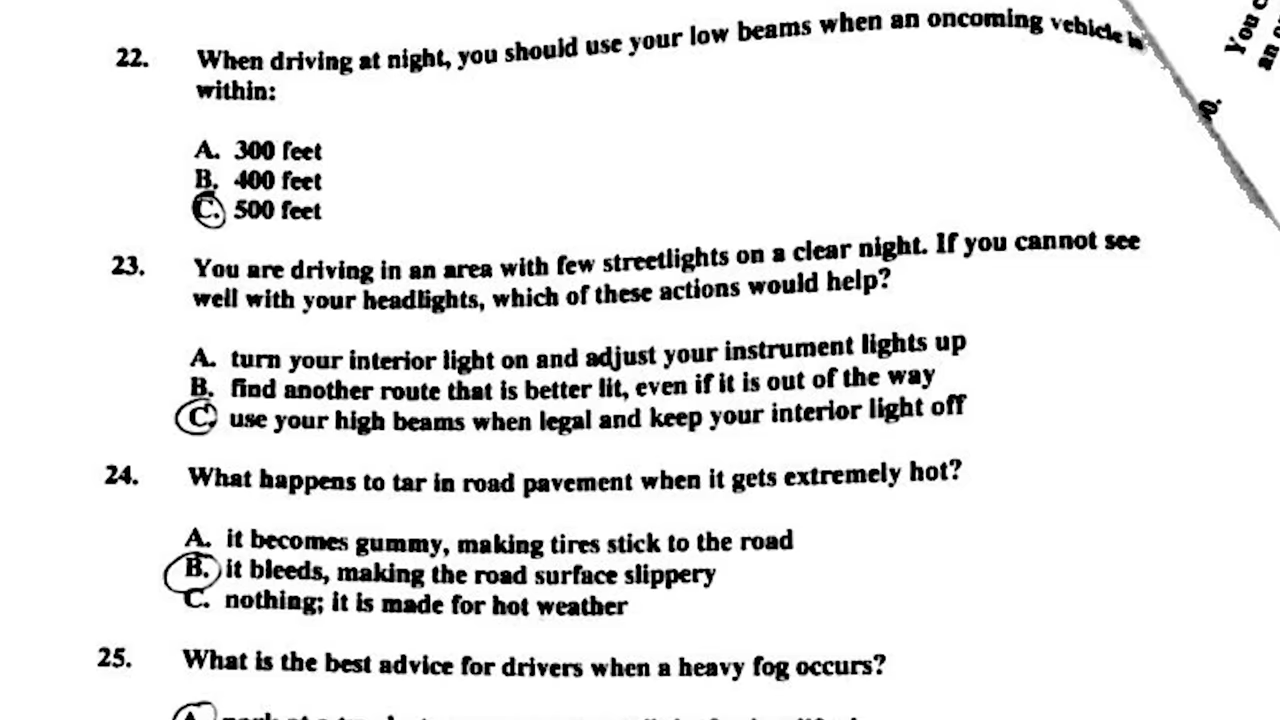 22. When driving at night, you should use your low beams when an oncoming vehicle is
within:
A. 300 feet
B. 400 feet
C. 500 feet
23. You are driving in an area with few streetlights on a clear night. If you cannot see
well with your headlights, which of these actions would help?
A. turn your interior light on and adjust your instrument lights up
B. find another route that is better lit, even if it is out of the way
C. use your high beams when legal and keep your interior light off
24. What happens to tar in road pavement when it gets extremely hot?
A. it becomes gummy, making tires stick to the road
B. it bleeds, making the road surface slippery
C. nothing; it is made for hot weather
25. What is the best advice for drivers when a heavy fog occurs?
A.
You
an